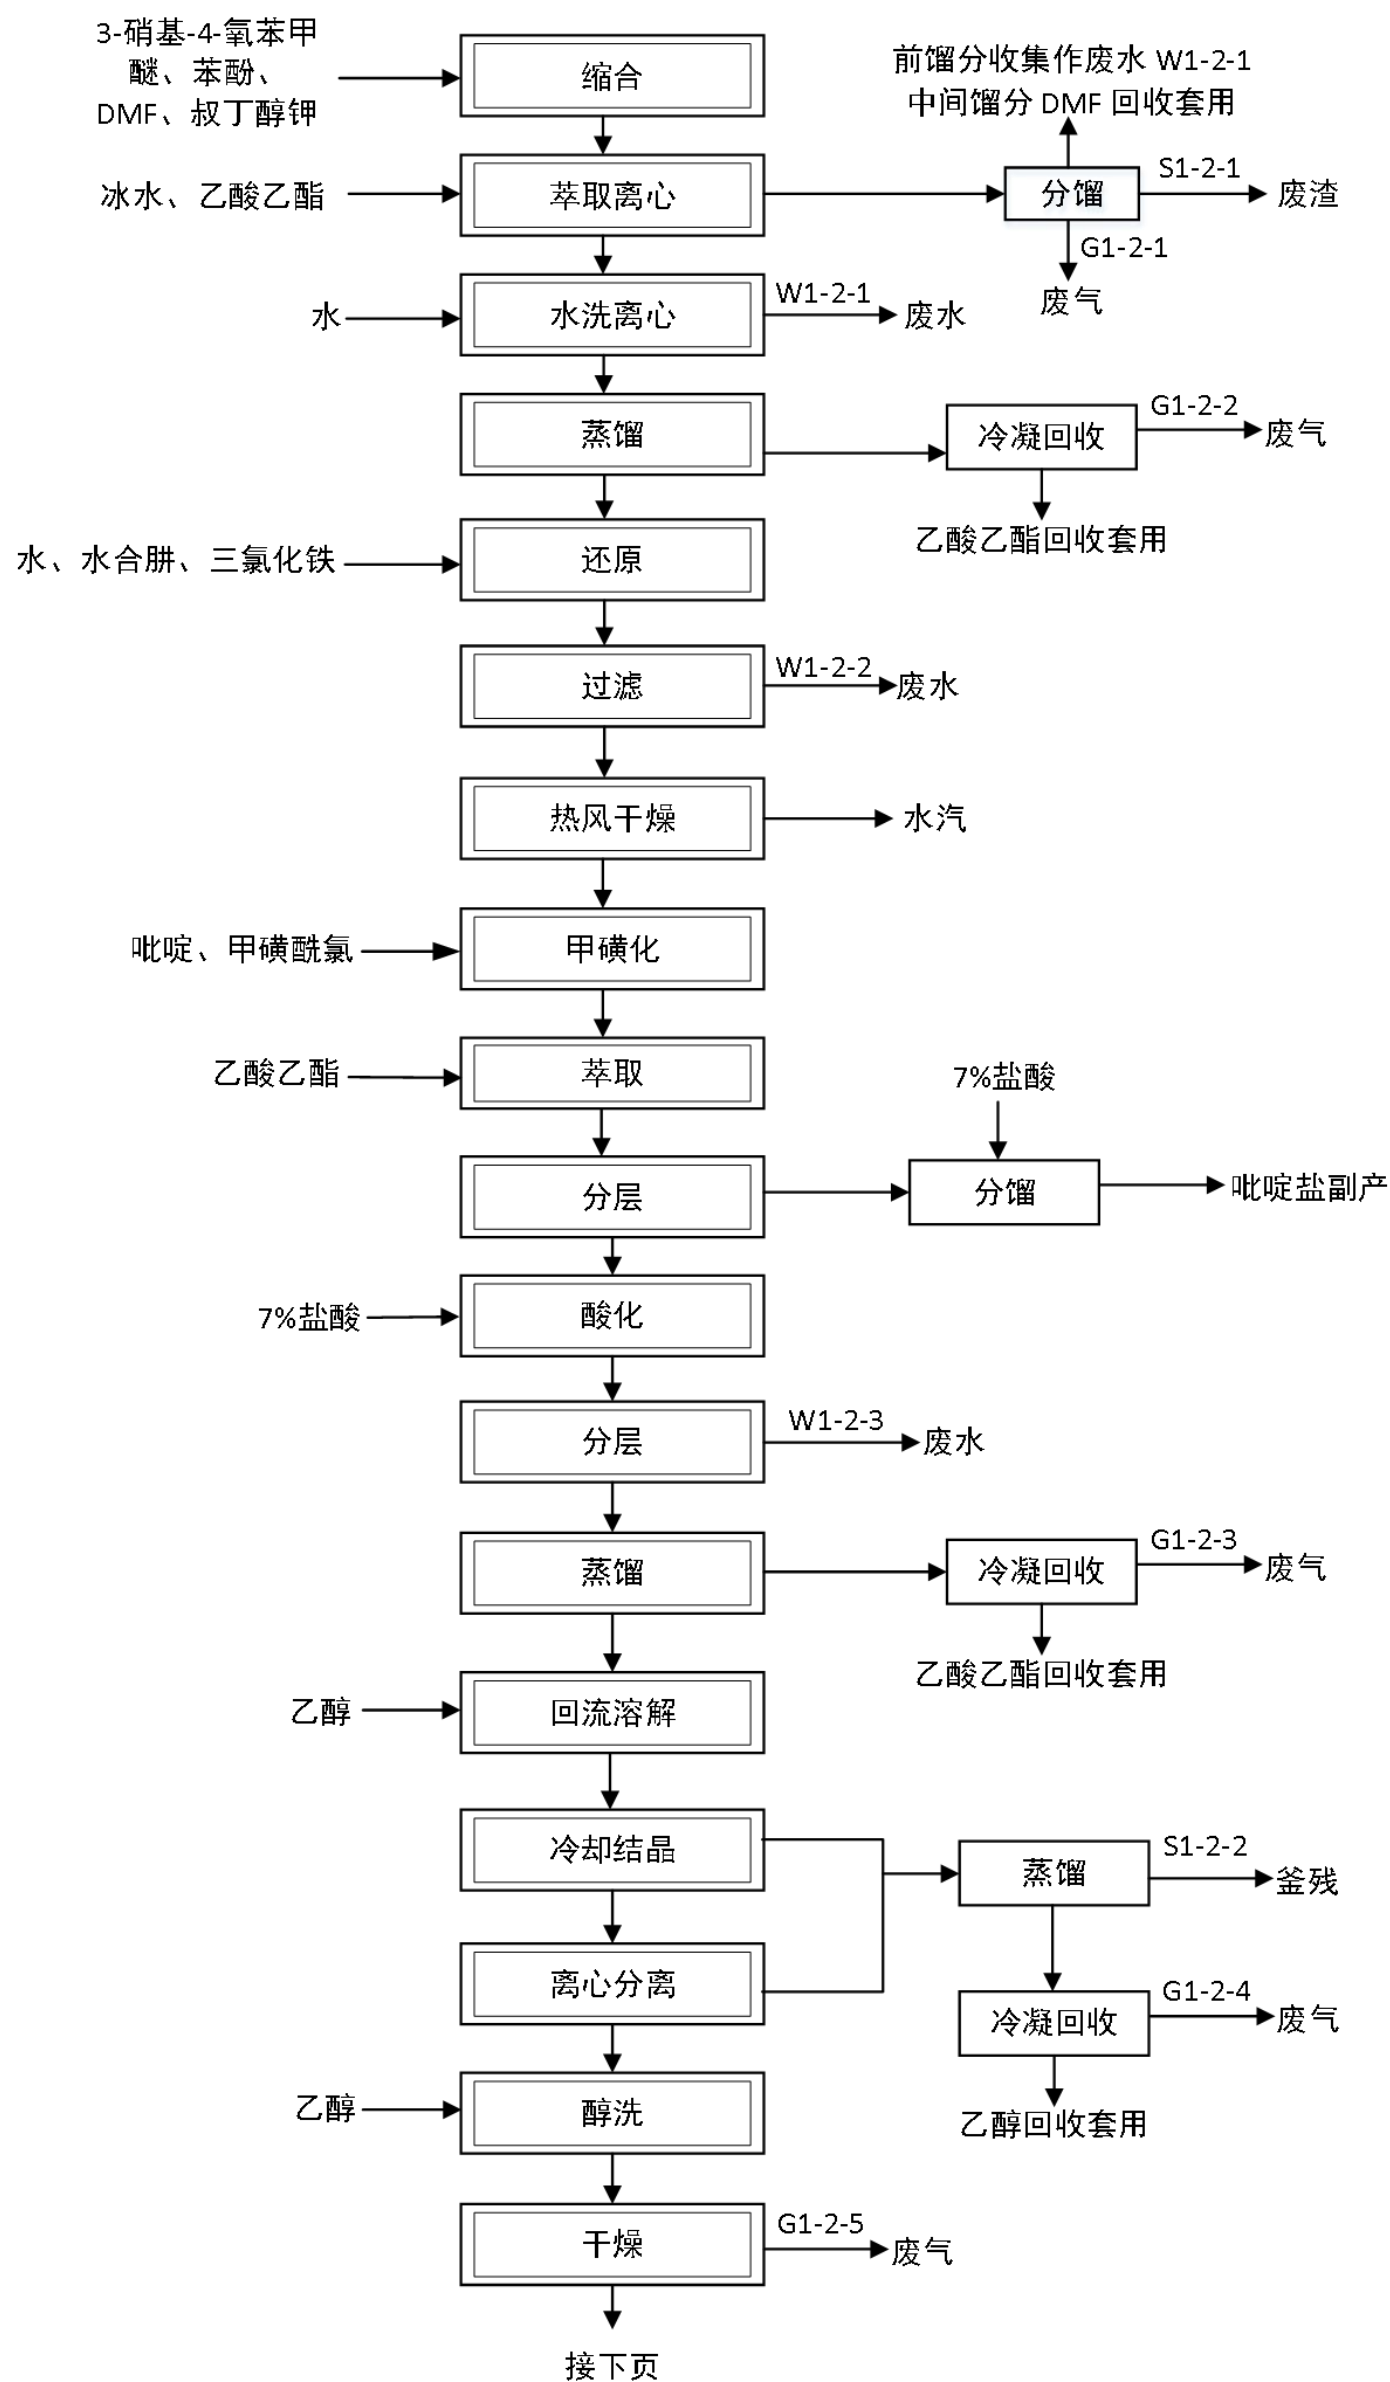 3-硝基-4-氧苯甲
醚、苯酚、
DMF、叔丁醇钾
缩合
前馏分收集作废水 W1-2-1
中间馏分 DMF 回收套用
冰水、乙酸乙酯
萃取离心
分馏
S1-2-1
废渣
G1-2-1
废气
水
水洗离心
W1-2-1
废水
蒸馏
冷凝回收
G1-2-2
废气
乙酸乙酯回收套用
水、水合肼、三氯化铁
还原
过滤
W1-2-2
废水
热风干燥
水汽
吡啶、甲磺酰氯
甲磺化
乙酸乙酯
萃取
7%盐酸
分层
分馏
吡啶盐副产
7%盐酸
酸化
分层
W1-2-3
废水
蒸馏
冷凝回收
G1-2-3
废气
乙酸乙酯回收套用
乙醇
回流溶解
冷却结晶
蒸馏
S1-2-2
釜残
离心分离
冷凝回收
G1-2-4
废气
乙醇回收套用
乙醇
醇洗
干燥
G1-2-5
废气
接下页